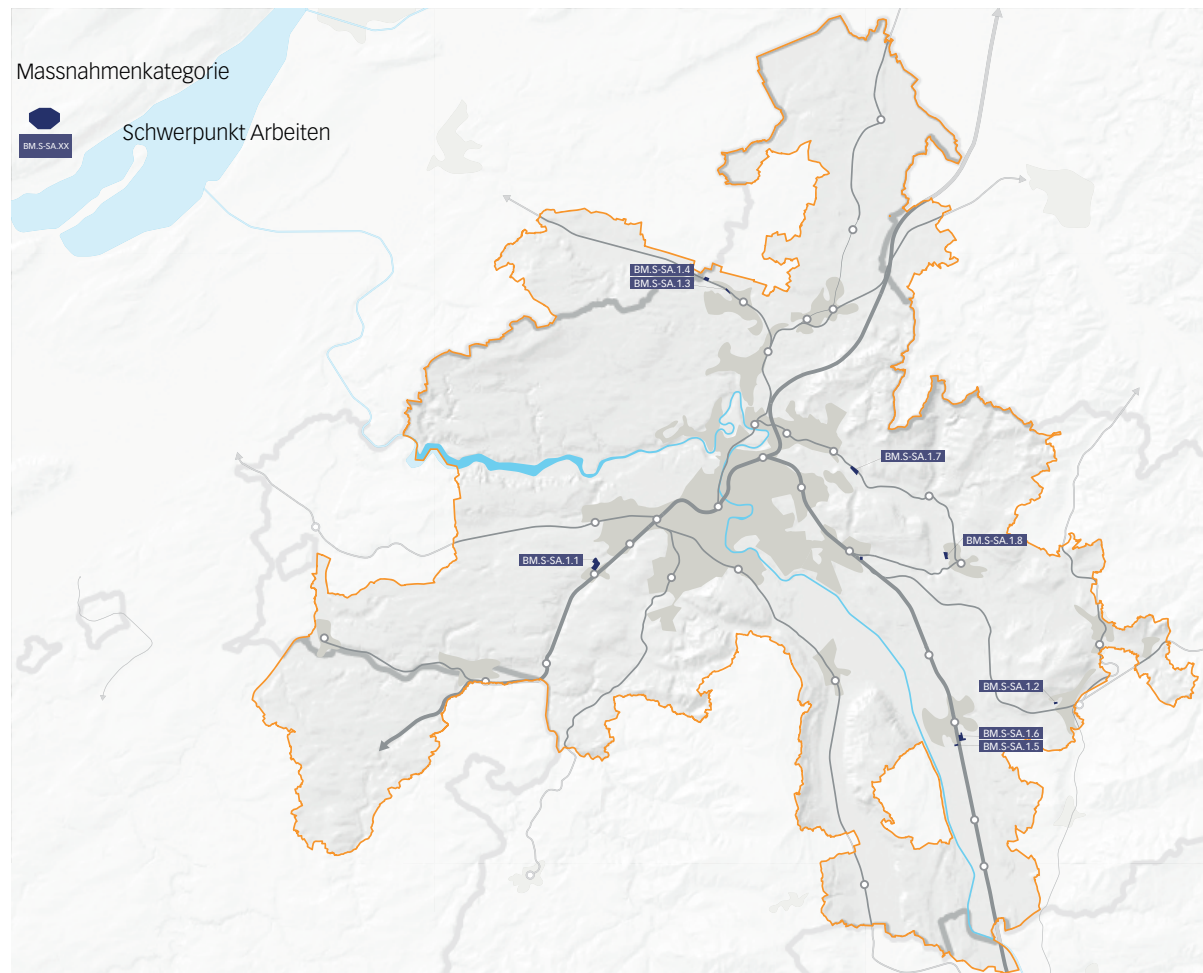 Massnahmenkategorie
BM.S-SA.XX
Schwerpunkt Arbeiten
BM.S-SA.1.4
BM.S-SA.1.3
BM.S-SA.1.7
BM.S-SA.1.8
BM.S-SA.1.1
BM.S-SA.1.2
BM.S-SA.1.6
BM.S-SA.1.5